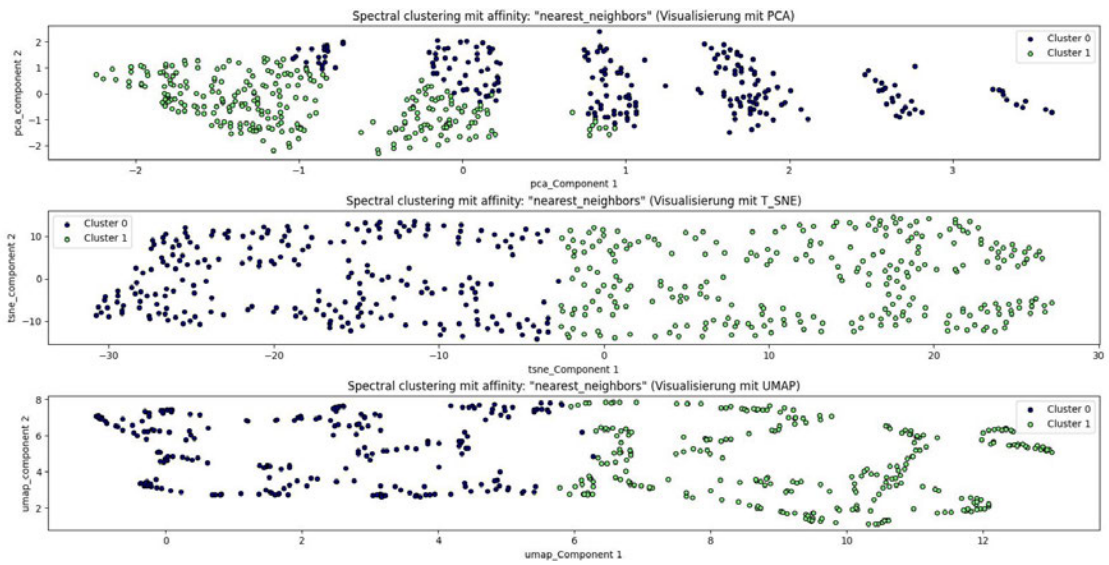 Spectral clustering mit affinity: "nearest_neighbors" (Visualisierung mit PCA)
pca_component 2
2
1
0
−1
−2
Cluster 0
Cluster 1
−2
−1
0
1
2
3
pca_Component 1
Spectral clustering mit affinity: "nearest_neighbors" (Visualisierung mit T_SNE)
tsne_component 2
10
0
−10
Cluster 0
Cluster 1
−30
−20
−10
0
10
20
30
tsne_Component 1
Spectral clustering mit affinity: "nearest_neighbors" (Visualisierung mit UMAP)
umap_component 2
8
6
4
2
Cluster 0
Cluster 1
0
2
4
6
8
10
12
umap_Component 1